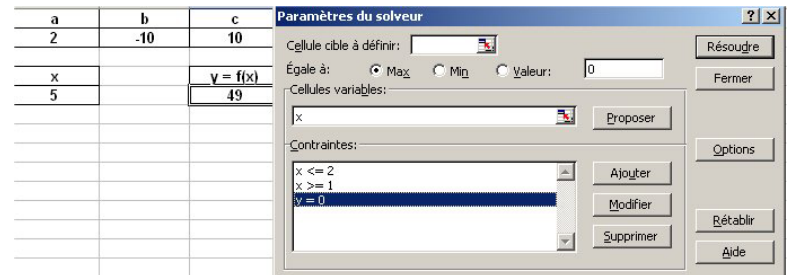 a b c
2 -10 10
x y = f(x)
5 49
Paramètres du solveur
Cellule cible à définir:
Égale à: Max Min Valeur: 0
Cellules variables:
x
Proposer
Contraintes:
x <= 2
x >= 1
y = 0
Ajouter
Modifier
Supprimer
Résoudre
Fermer
Options
Rétablir
Aide